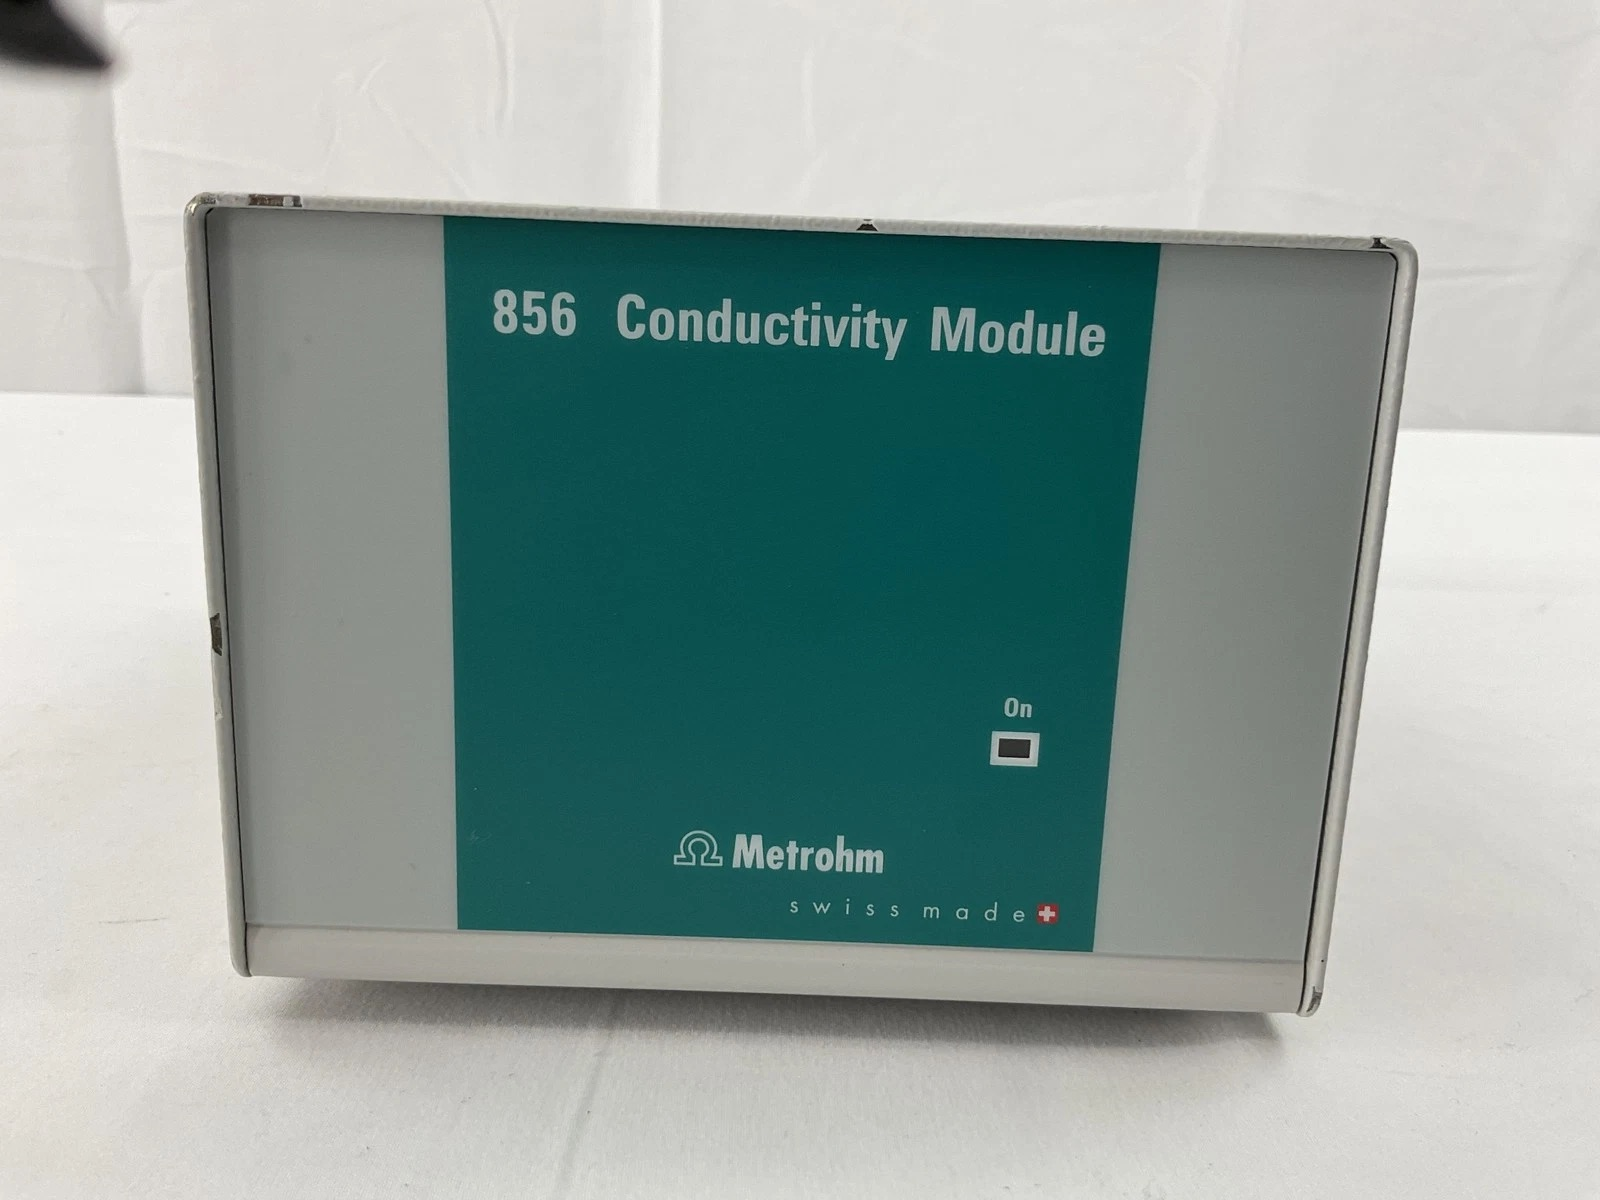 856 Conductivity Module
On
Metrohm
swiss made